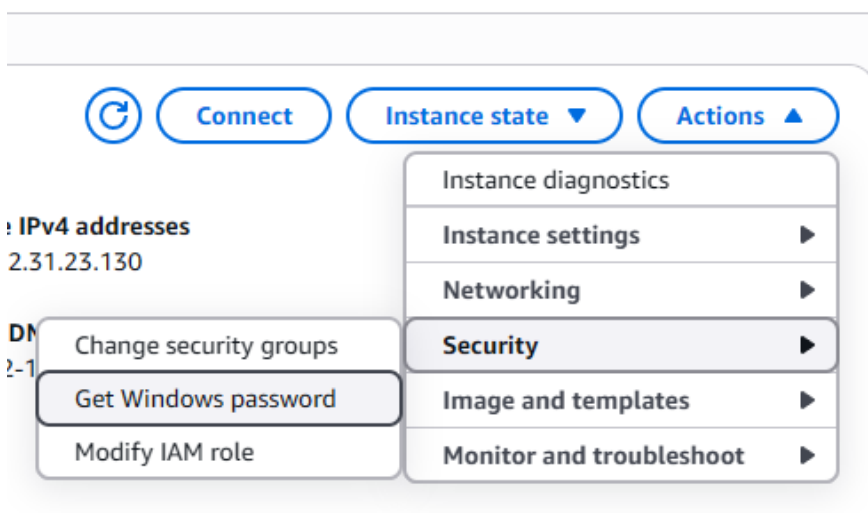 Connect
Instance state
Actions
Instance diagnostics
IPv4 addresses
Instance settings
2.31.23.130
Networking
Change security groups
Security
Get Windows password
Image and templates
Modify IAM role
Monitor and troubleshoot